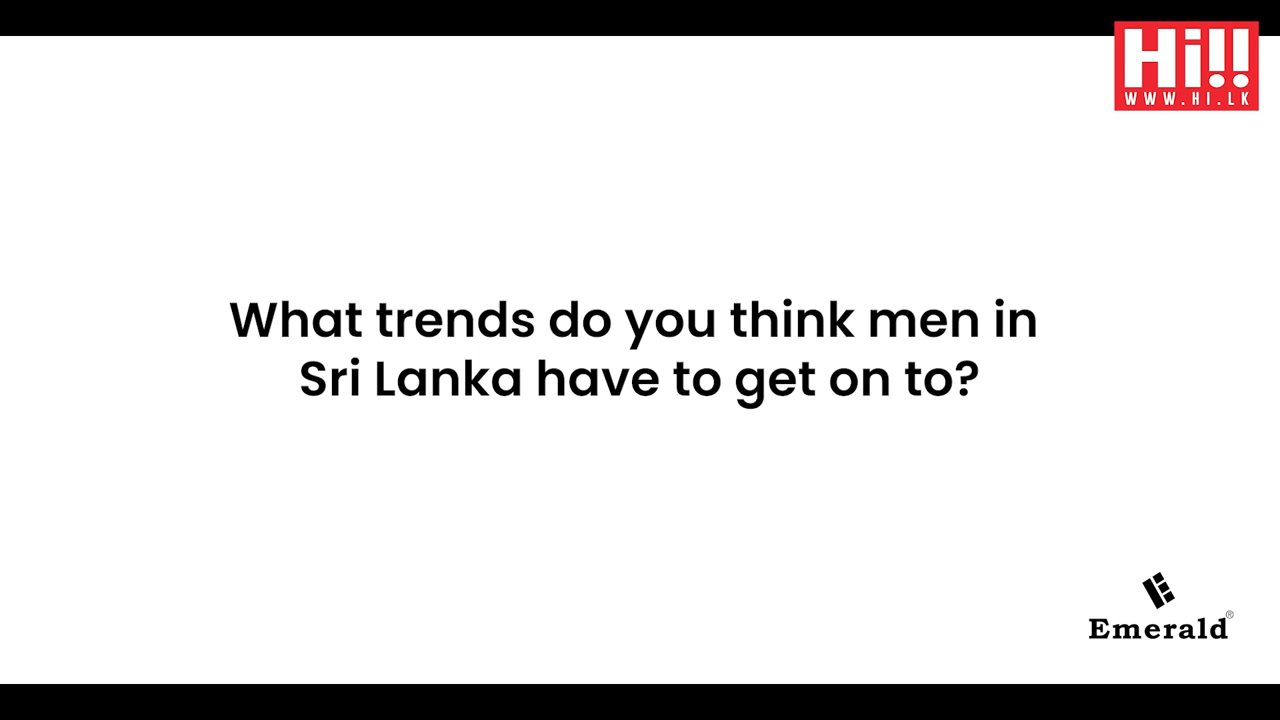 Hi!!
WWW.HI.LK
What trends do you think men in
Sri Lanka have to get on to?
Emerald®